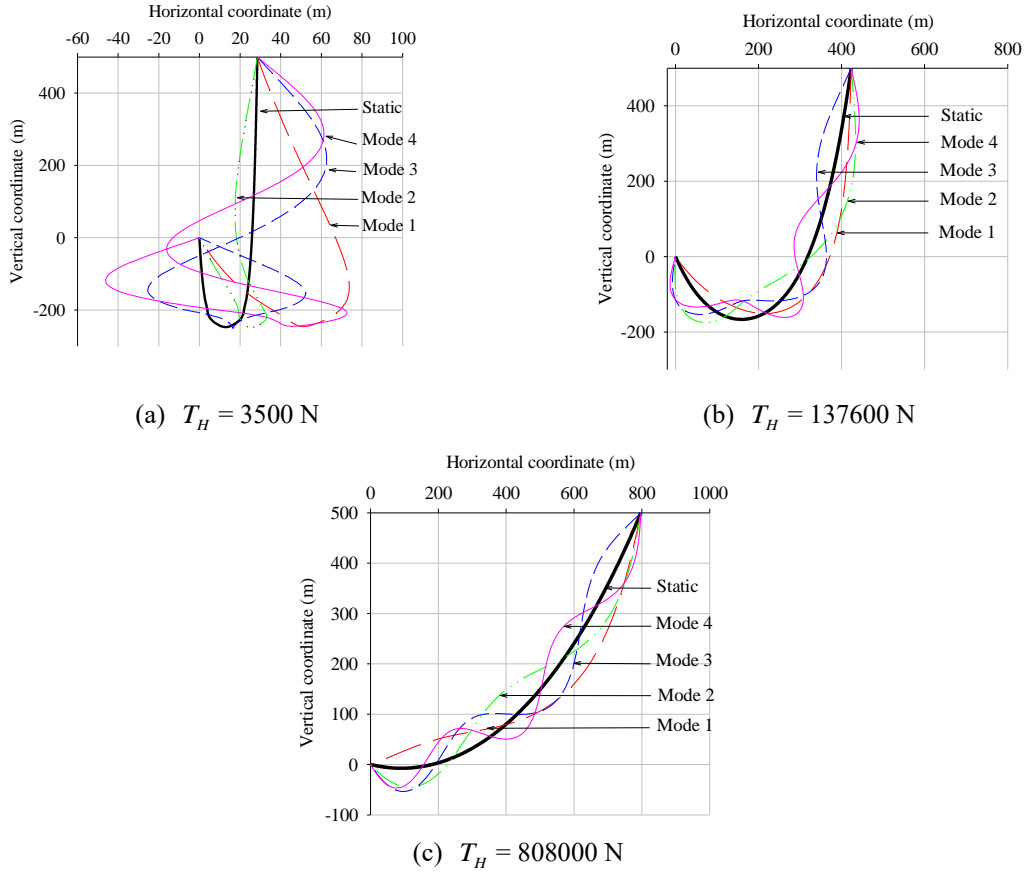 Horizontal coordinate (m)
-60 -40 -20 0 20 40 60 80 100
Vertical coordinate (m)
400
200
0
-200
Static
Mode 4
Mode 3
Mode 2
Mode 1
(a) T_H = 3500 N
Horizontal coordinate (m)
0 200 400 600 800
Vertical coordinate (m)
400
200
0
-200
Static
Mode 4
Mode 3
Mode 2
Mode 1
(b) T_H = 137600 N
Horizontal coordinate (m)
0 200 400 600 800 1000
Vertical coordinate (m)
500
400
300
200
100
0
-100
Static
Mode 4
Mode 3
Mode 2
Mode 1
(c) T_H = 808000 N